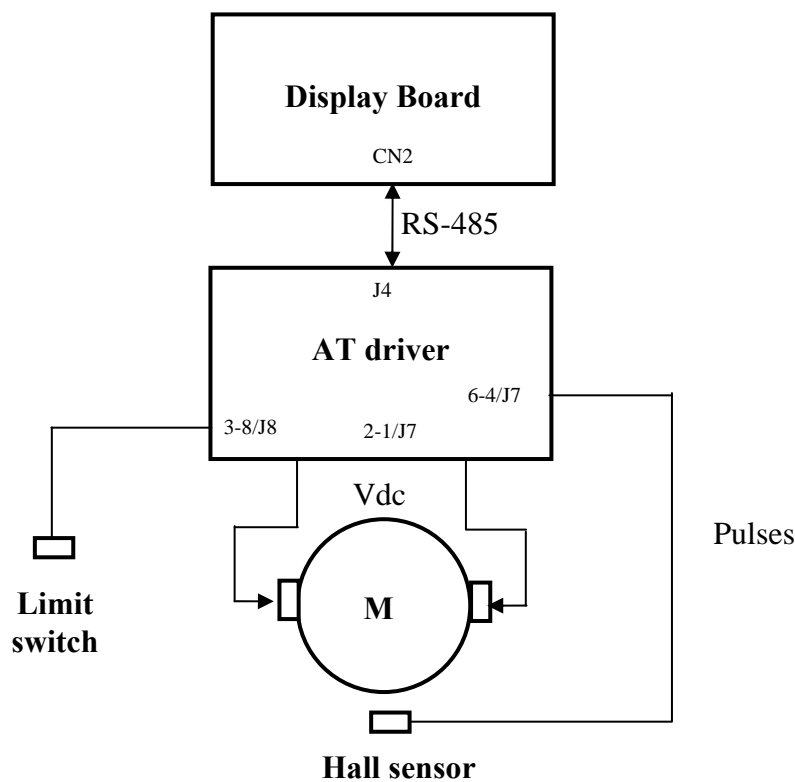 Display Board
CN2
RS-485
J4
AT driver
6-4/J7
3-8/J8
2-1/J7
Vdc
Pulses
M
Limit
switch
Hall sensor